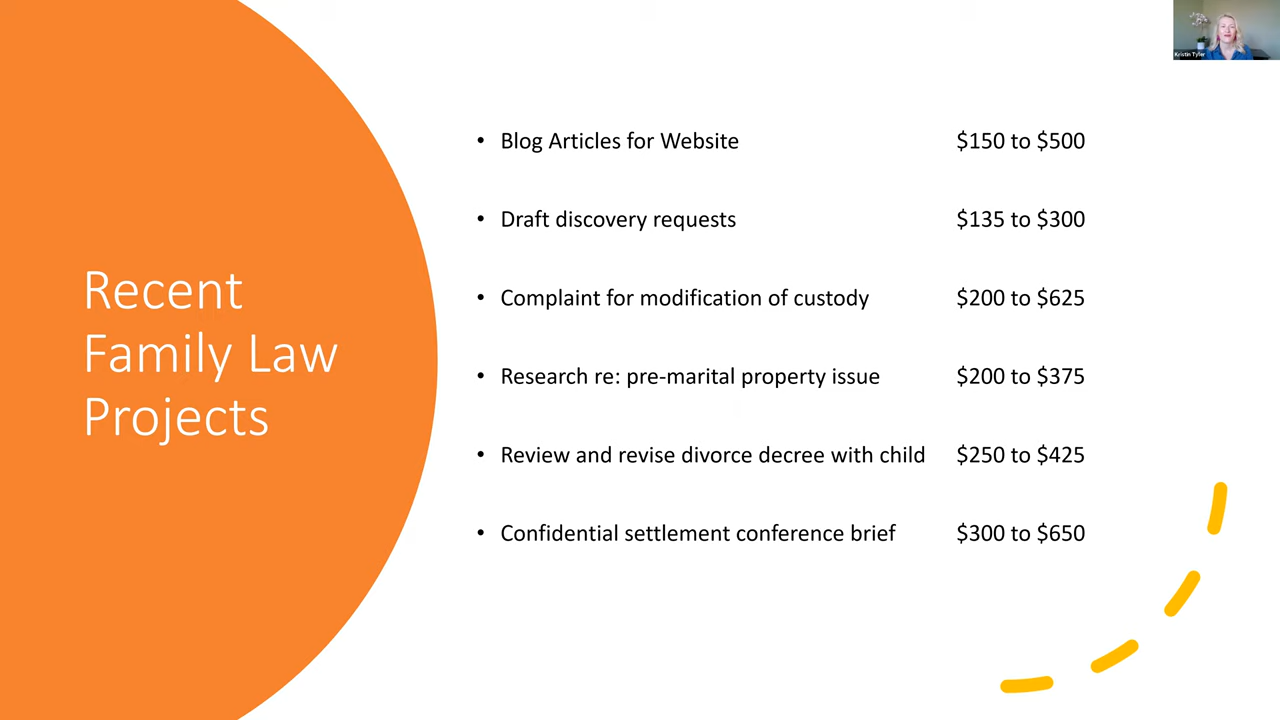 Kristin Tyler
Recent
Family Law
Projects
• Blog Articles for Website $150 to $500
• Draft discovery requests $135 to $300
• Complaint for modification of custody $200 to $625
• Research re: pre-marital property issue $200 to $375
• Review and revise divorce decree with child $250 to $425
• Confidential settlement conference brief $300 to $650